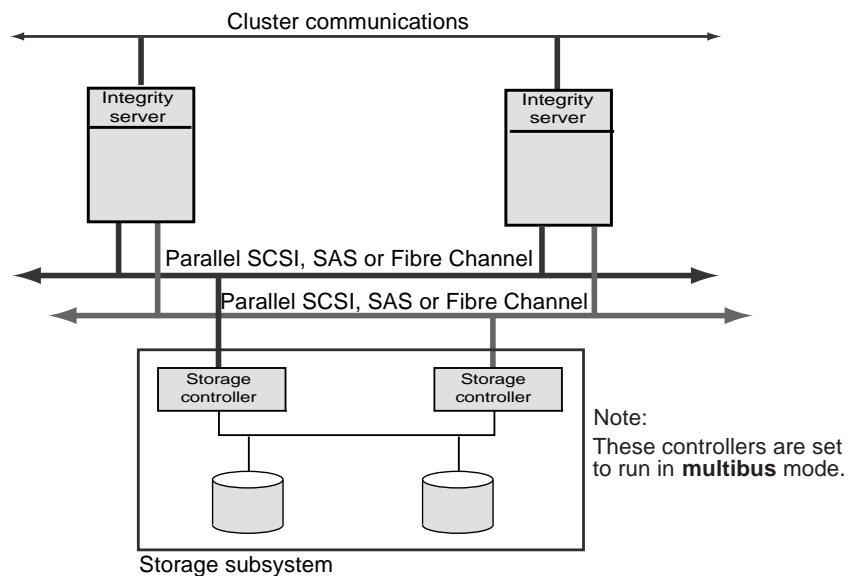 Cluster communications
Integrity
server
Integrity
server
Parallel SCSI, SAS or Fibre Channel
Parallel SCSI, SAS or Fibre Channel
Storage
controller
Storage
controller
Note:
These controllers are set
to run in multibus mode.
Storage subsystem